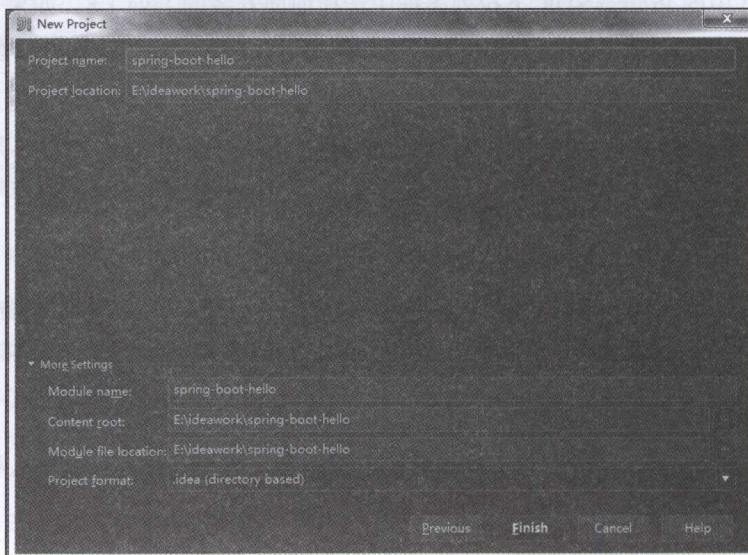 New Project
Project name: spring-boot-hello
Project location: E:\ideawork\spring-boot-hello
More Settings
Module name: spring-boot-hello
Content root: E:\ideawork\spring-boot-hello
Module file location: E:\ideawork\spring-boot-hello
Project format: .idea (directory based)
Previous Finish Cancel Help